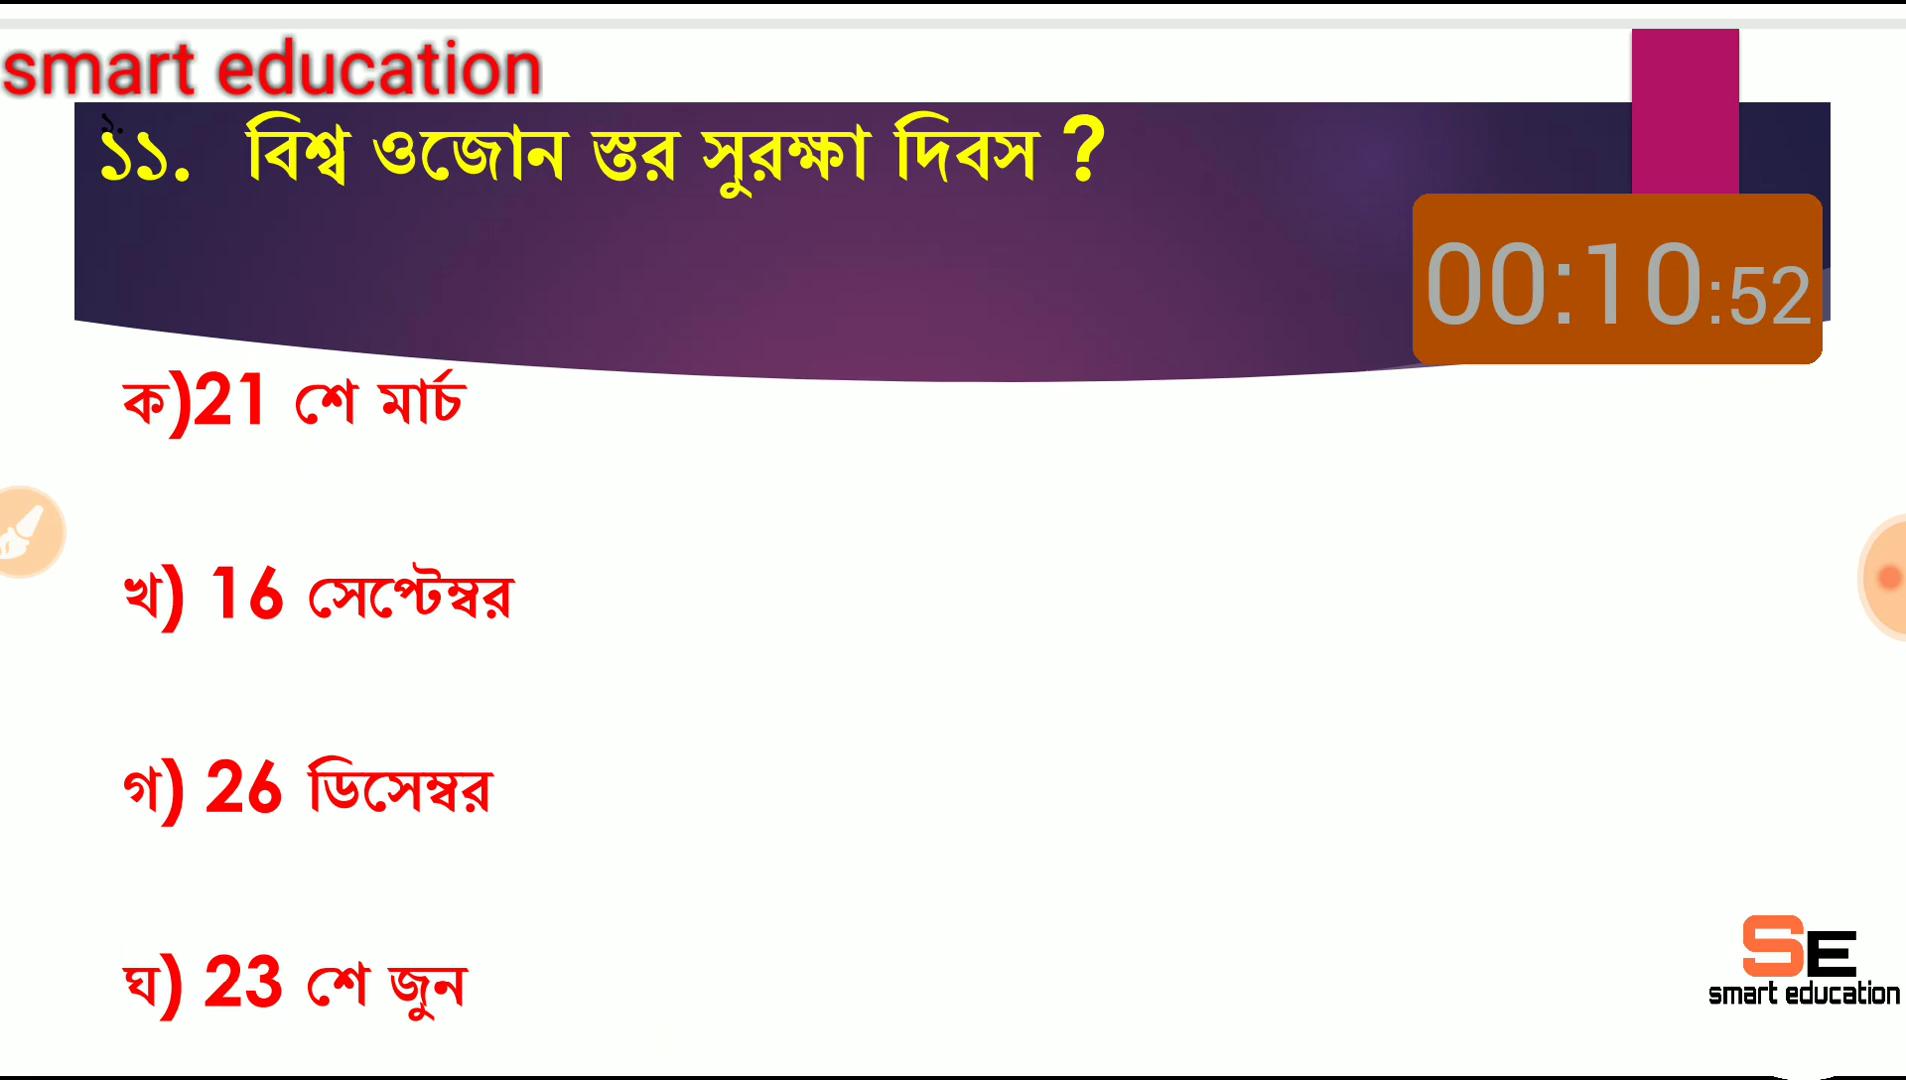 smart education
১.
১১. বিশ্ব ওজোন স্তর সুরক্ষা দিবস ?
00:10:52
ক)21 শে মার্চ
খ) 16 সেপ্টেম্বর
গ) 26 ডিসেম্বর
ঘ) 23 শে জুন
SE
smart education